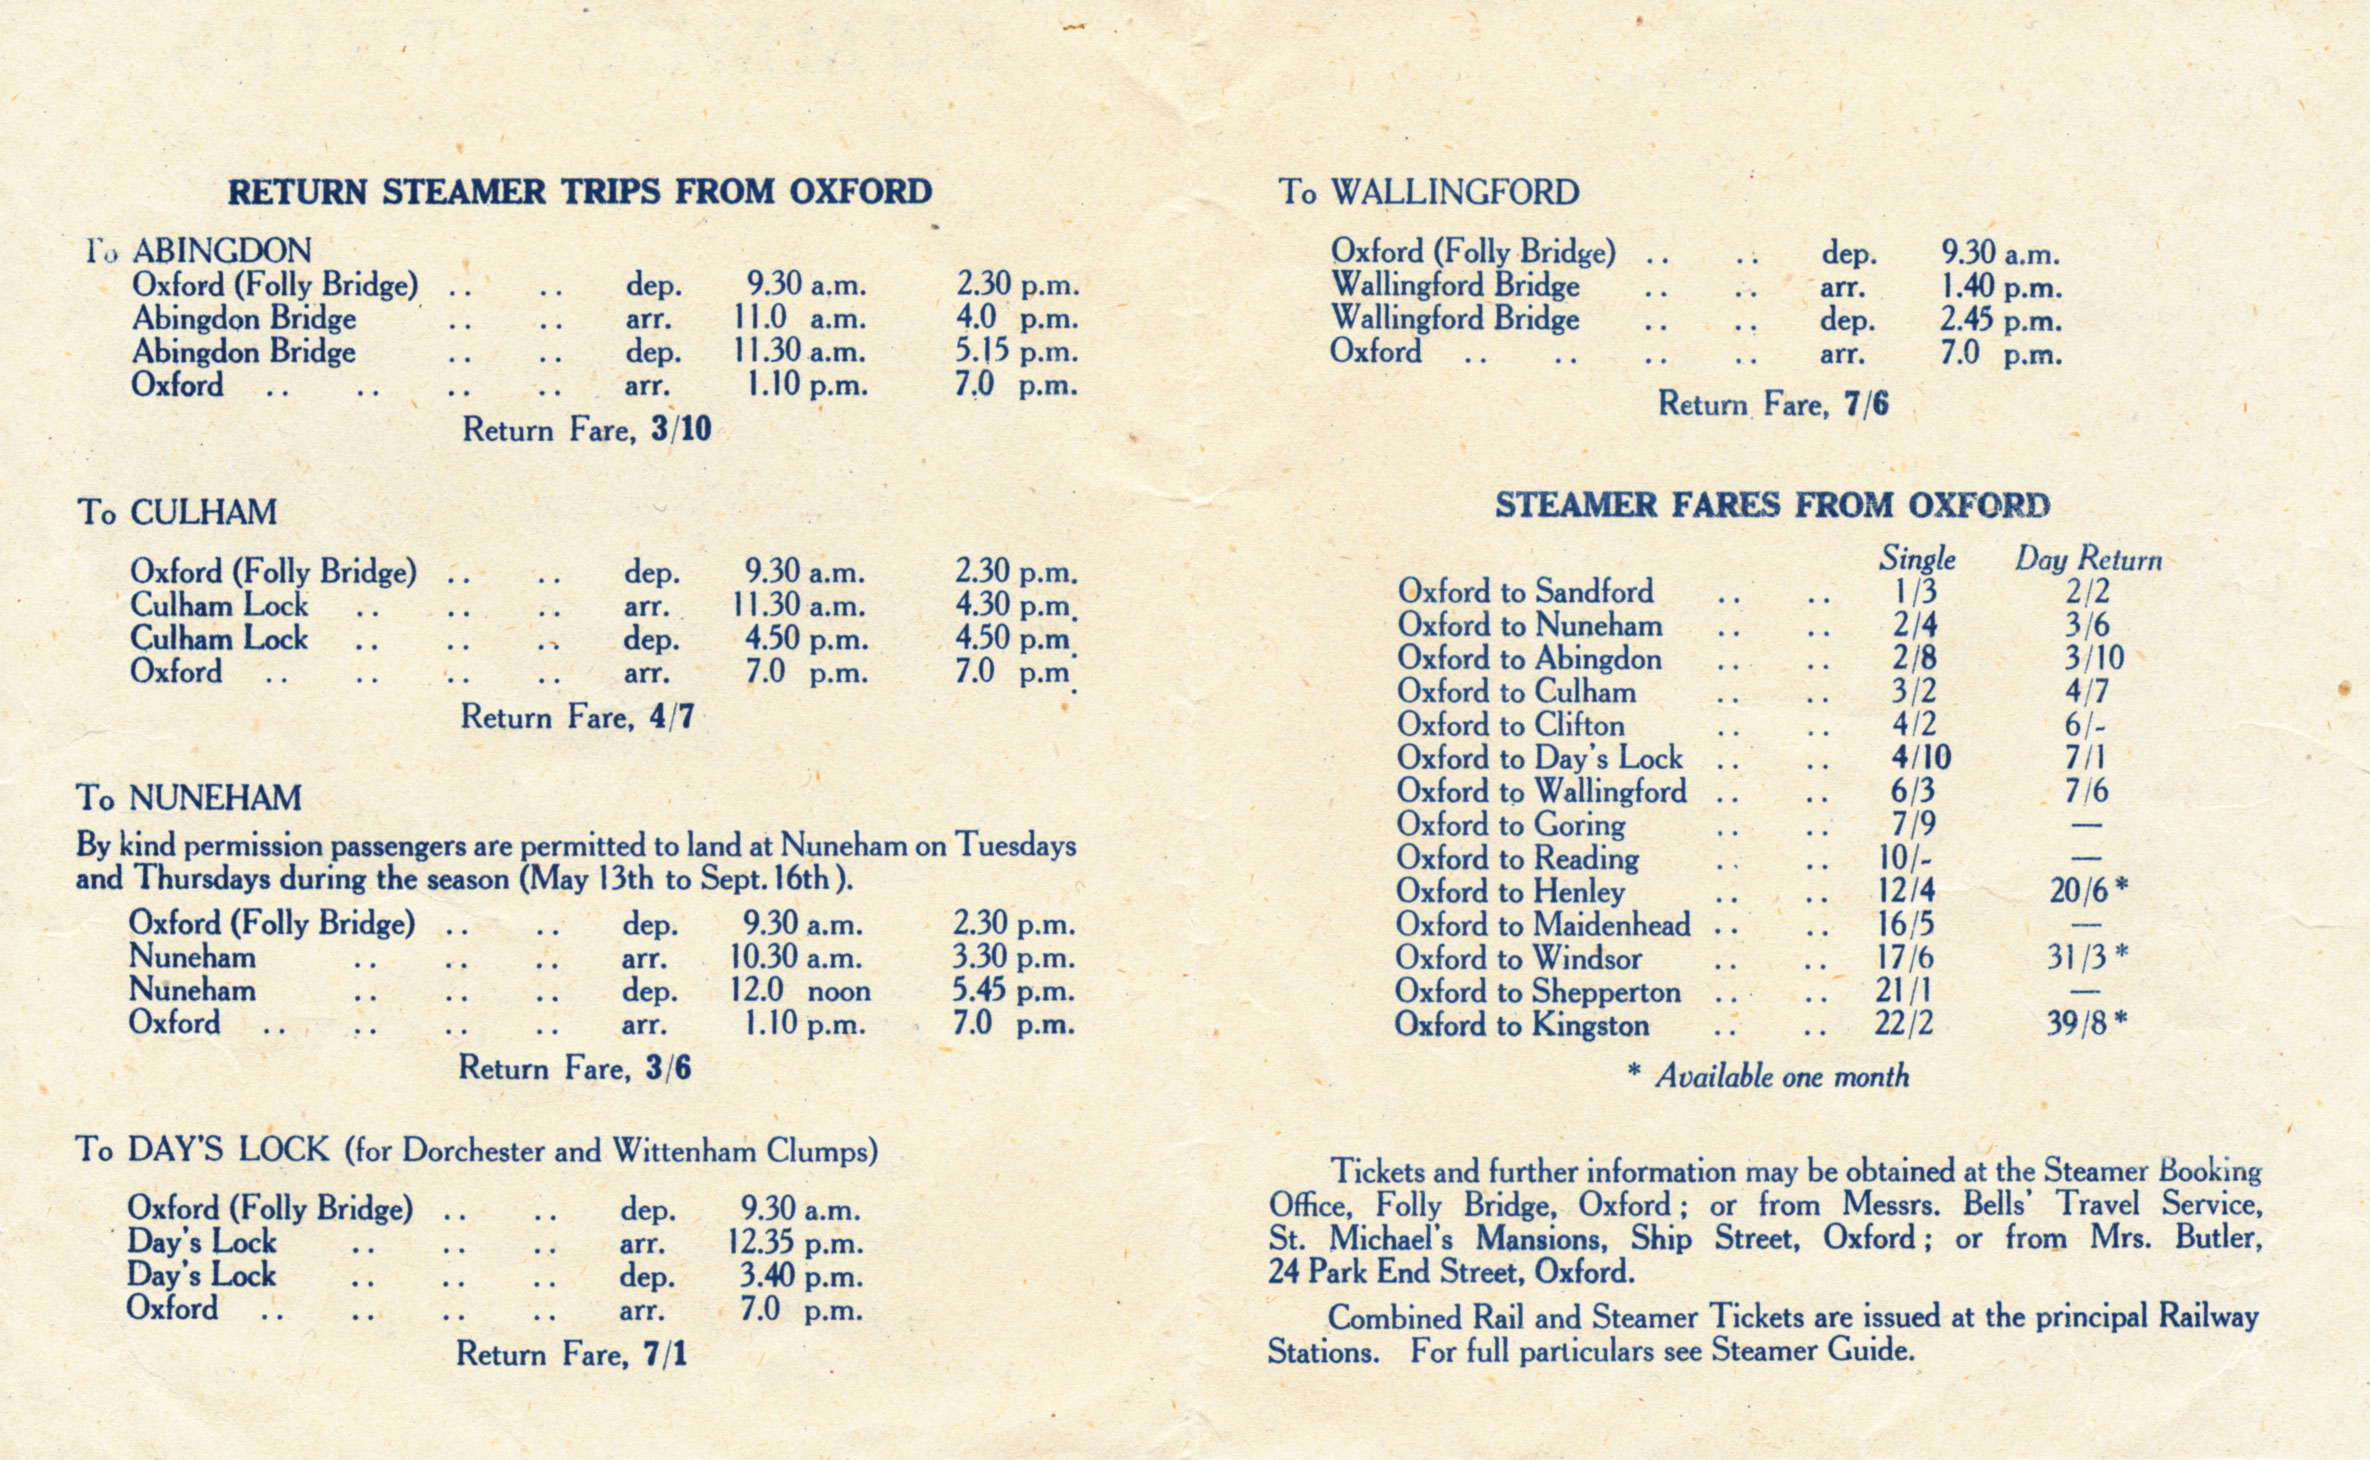 RETURN STEAMER TRIPS FROM OXFORD
To ABINGDON
Oxford (Folly Bridge) .. .. dep. 9.30 a.m. 2.30 p.m.
Abingdon Bridge .. .. arr. 11.0 a.m. 4.0 p.m.
Abingdon Bridge .. .. dep. 11.30 a.m. 5.15 p.m.
Oxford .. .. .. .. arr. 1.10 p.m. 7.0 p.m.
Return Fare, 3/10
To CULHAM
Oxford (Folly Bridge) .. .. dep. 9.30 a.m. 2.30 p.m.
Culham Lock .. .. .. arr. 11.30 a.m. 4.30 p.m.
Culham Lock .. .. .. dep. 4.50 p.m. 4.50 p.m.
Oxford .. .. .. .. arr. 7.0 p.m. 7.0 p.m.
Return Fare, 4/7
To NUNEHAM
By kind permission passengers are permitted to land at Nuneham on Tuesdays
and Thursdays during the season (May 13th to Sept. 16th).
Oxford (Folly Bridge) .. .. dep. 9.30 a.m. 2.30 p.m.
Nuneham .. .. .. arr. 10.30 a.m. 3.30 p.m.
Nuneham .. .. .. dep. 12.0 noon 5.45 p.m.
Oxford .. .. .. .. arr. 1.10 p.m. 7.0 p.m.
Return Fare, 3/6
To DAY'S LOCK (for Dorchester and Wittenham Clumps)
Oxford (Folly Bridge) .. .. dep. 9.30 a.m.
Day's Lock .. .. .. arr. 12.35 p.m.
Day's Lock .. .. .. dep. 3.40 p.m.
Oxford .. .. .. .. arr. 7.0 p.m.
Return Fare, 7/1
To WALLINGFORD
Oxford (Folly Bridge) .. .. dep. 9.30 a.m.
Wallingford Bridge .. .. arr. 1.40 p.m.
Wallingford Bridge .. .. dep. 2.45 p.m.
Oxford .. .. .. .. arr. 7.0 p.m.
Return Fare, 7/6
STEAMER FARES FROM OXFORD
Single Day Return
Oxford to Sandford .. .. 1/3 2/2
Oxford to Nuneham .. .. 2/4 3/6
Oxford to Abingdon .. .. 2/8 3/10
Oxford to Culham .. .. 3/2 4/7
Oxford to Clifton .. .. 4/2 6/-
Oxford to Day's Lock .. .. 4/10 7/1
Oxford to Wallingford .. .. 6/3 7/6
Oxford to Goring .. .. 7/9 —
Oxford to Reading .. .. 10/- —
Oxford to Henley .. .. 12/4 20/6*
Oxford to Maidenhead .. .. 16/5 —
Oxford to Windsor .. .. 17/6 31/3*
Oxford to Shepperton .. .. 21/1 —
Oxford to Kingston .. .. 22/2 39/8*
* Available one month
Tickets and further information may be obtained at the Steamer Booking
Office, Folly Bridge, Oxford; or from Messrs. Bells' Travel Service,
St. Michael's Mansions, Ship Street, Oxford; or from Mrs. Butler,
24 Park End Street, Oxford.
Combined Rail and Steamer Tickets are issued at the principal Railway
Stations. For full particulars see Steamer Guide.